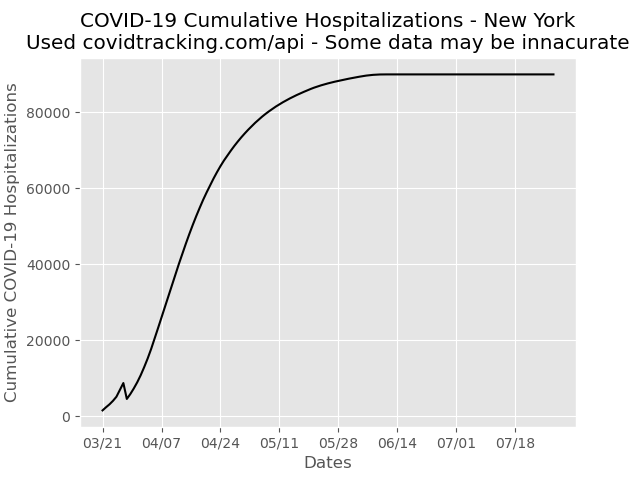 COVID-19 Cumulative Hospitalizations - New York
Used covidtracking.com/api - Some data may be innacurate
Cumulative COVID-19 Hospitalizations
80000
60000
40000
20000
0
03/21 04/07 04/24 05/11 05/28 06/14 07/01 07/18
Dates